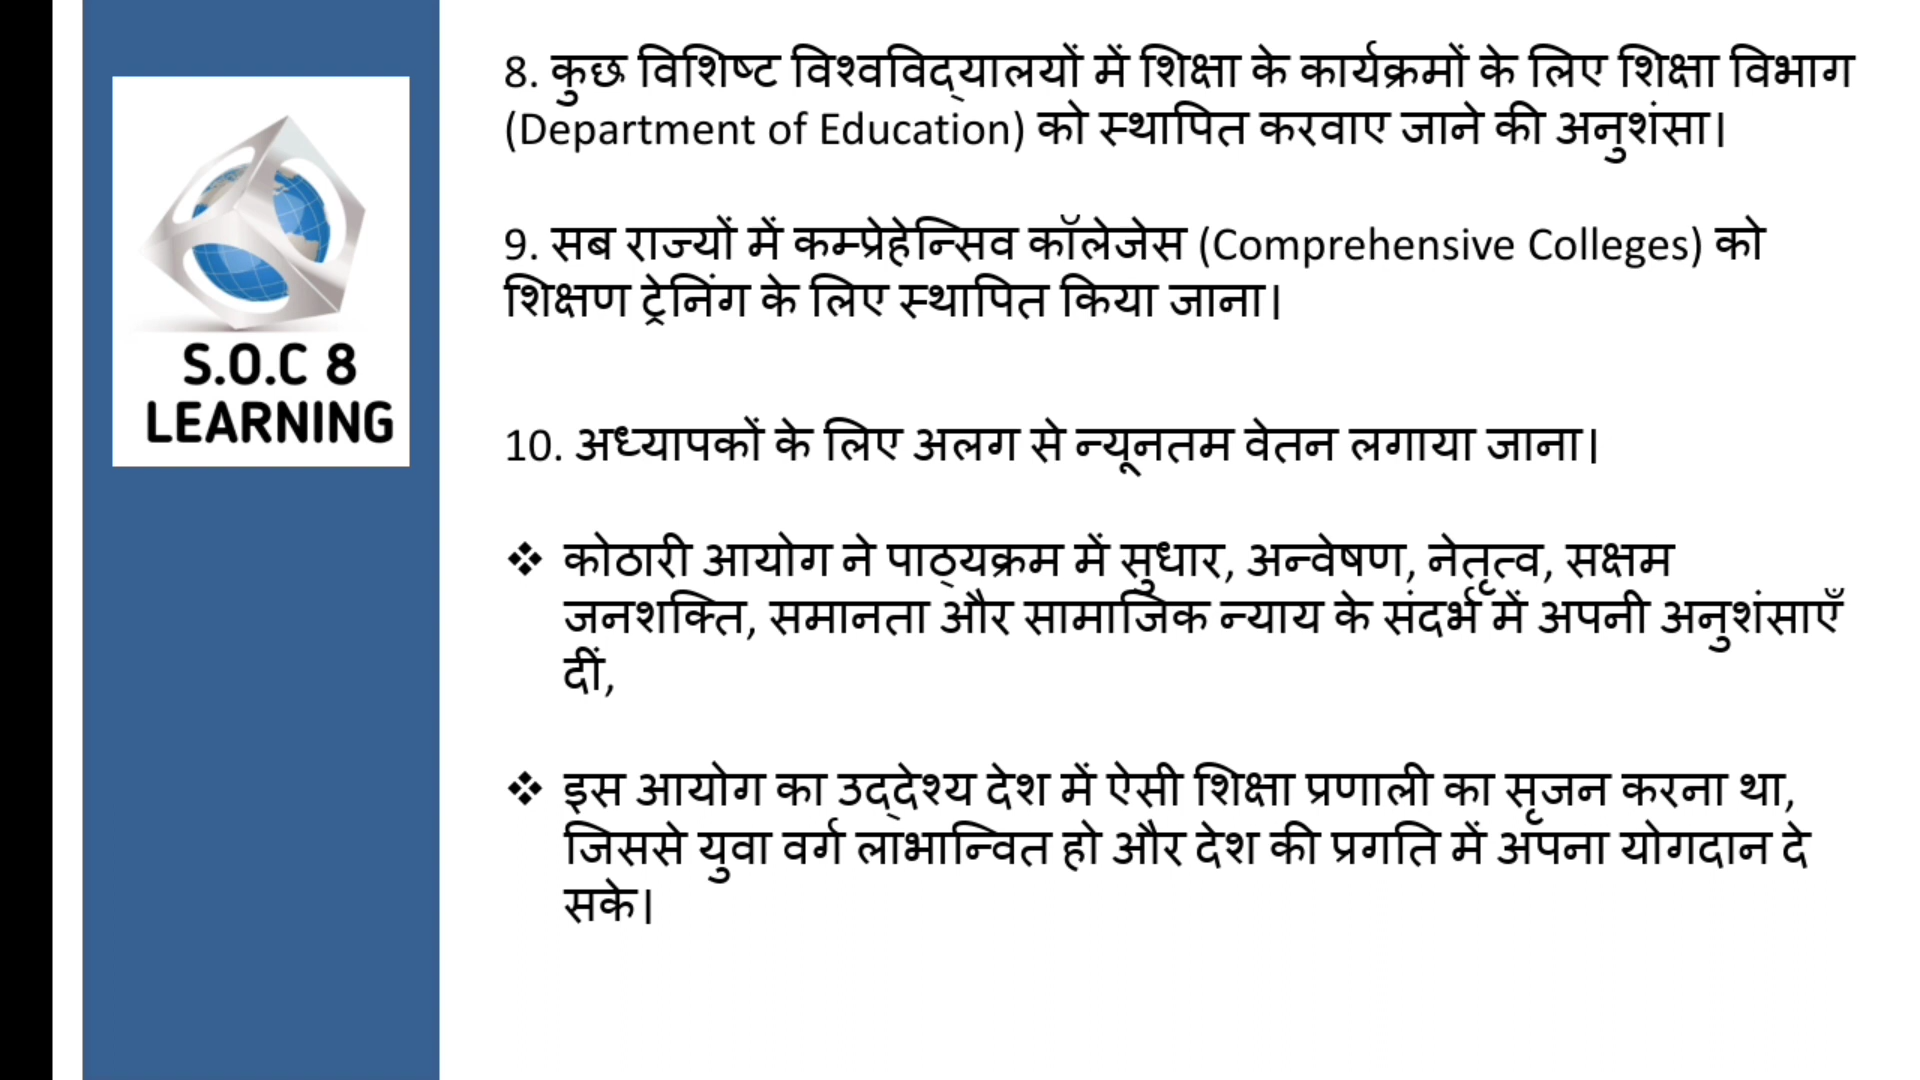 S.O.C 8
LEARNING
8. कुछ विशिष्ट विश्वविद्यालयों में शिक्षा के कार्यक्रमों के लिए शिक्षा विभाग
(Department of Education) को स्थापित करवाए जाने की अनुशंसा।
9. सब राज्यों में कम्प्रेहेन्सिव कॉलेजेस (Comprehensive Colleges) को
शिक्षण ट्रेनिंग के लिए स्थापित किया जाना।
10. अध्यापकों के लिए अलग से न्यूनतम वेतन लगाया जाना।
❖ कोठारी आयोग ने पाठ्यक्रम में सुधार, अन्वेषण, नेतृत्व, सक्षम
जनशक्ति, समानता और सामाजिक न्याय के संदर्भ में अपनी अनुशंसाएँ
दीं,
❖ इस आयोग का उद्देश्य देश में ऐसी शिक्षा प्रणाली का सृजन करना था,
जिससे युवा वर्ग लाभान्वित हो और देश की प्रगति में अपना योगदान दे
सके।